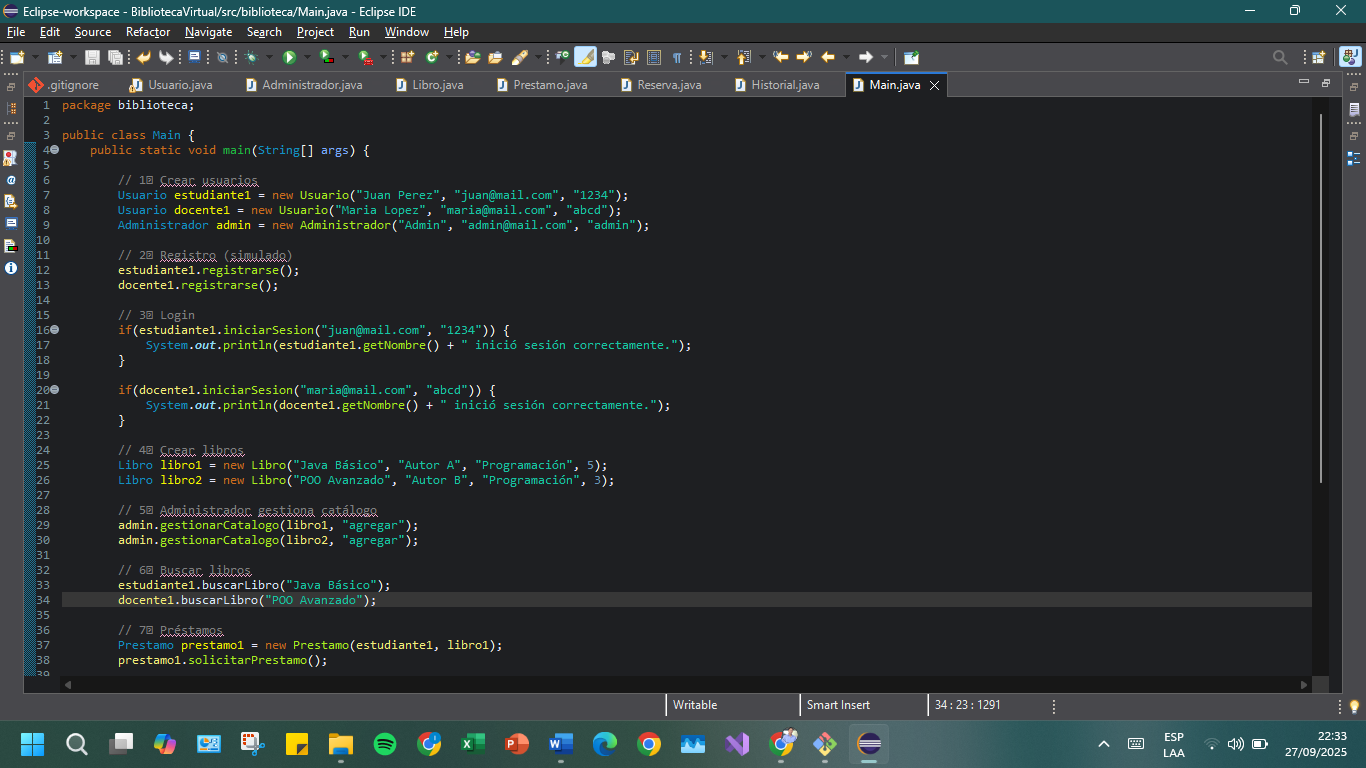 Eclipse-workspace - BibliotecaVirtual/src/biblioteca/Main.java - Eclipse IDE
File Edit Source Refactor Navigate Search Project Run Window Help
.gitignore Usuario.java Administrador.java Libro.java Prestamo.java Reserva.java Historial.java Main.java
1 package biblioteca;
2
3 public class Main {
4 public static void main(String[] args) {
5
6 // 1 Crear usuarios
7 Usuario estudiante1 = new Usuario("Juan Perez", "juan@mail.com", "1234");
8 Usuario docente1 = new Usuario("Maria Lopez", "maria@mail.com", "abcd");
9 Administrador admin = new Administrador("Admin", "admin@mail.com", "admin");
10
11 // 2 Registro (simulado)
12 estudiante1.registrarse();
13 docente1.registrarse();
14
15 // 3 Login
16 if(estudiante1.iniciarSesion("juan@mail.com", "1234")) {
17 System.out.println(estudiante1.getNombre() + " inició sesión correctamente.");
18 }
19
20 if(docente1.iniciarSesion("maria@mail.com", "abcd")) {
21 System.out.println(docente1.getNombre() + " inició sesión correctamente.");
22 }
23
24 // 4 Crear libros
25 Libro libro1 = new Libro("Java Básico", "Autor A", "Programación", 5);
26 Libro libro2 = new Libro("POO Avanzado", "Autor B", "Programación", 3);
27
28 // 5 Administrador gestiona catálogo
29 admin.gestionarCatalogo(libro1, "agregar");
30 admin.gestionarCatalogo(libro2, "agregar");
31
32 // 6 Buscar libros
33 estudiante1.buscarLibro("Java Básico");
34 docente1.buscarLibro("POO Avanzado");
35
36 // 7 Préstamos
37 Prestamo prestamo1 = new Prestamo(estudiante1, libro1);
38 prestamo1.solicitarPrestamo();
39
Writable Smart Insert 34 : 23 : 1291
ESP 22:33
LAA 27/09/2025